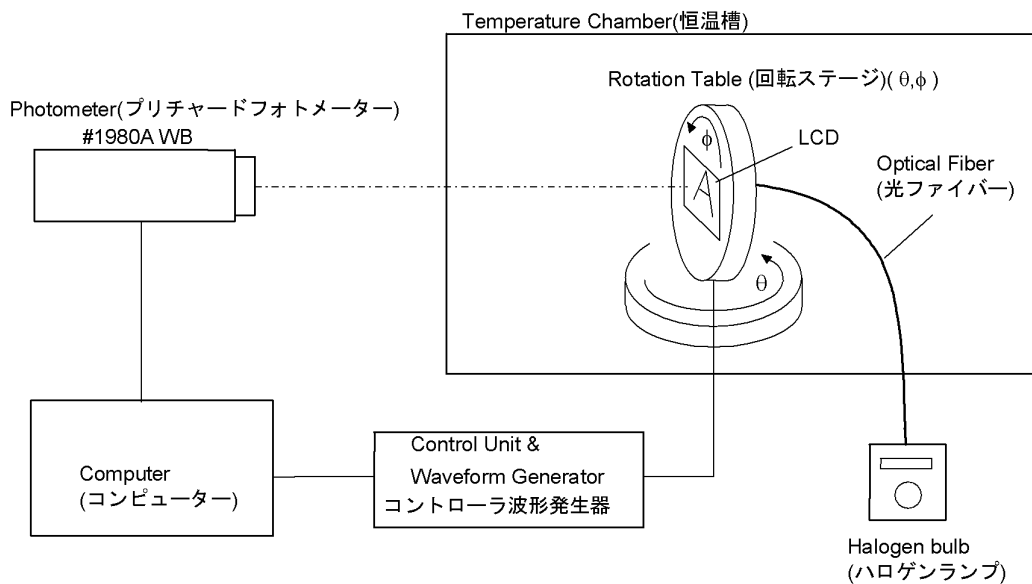 Temperature Chamber(恒温槽)
Rotation Table (回転ステージ)( θ,φ )
Photometer(プリチャードフォトメーター)
#1980A WB
φ
LCD
A
Optical Fiber
(光ファイバー)
θ
Computer
(コンピューター)
Control Unit &
Waveform Generator
コントローラ波形発生器
Halogen bulb
(ハロゲンランプ)